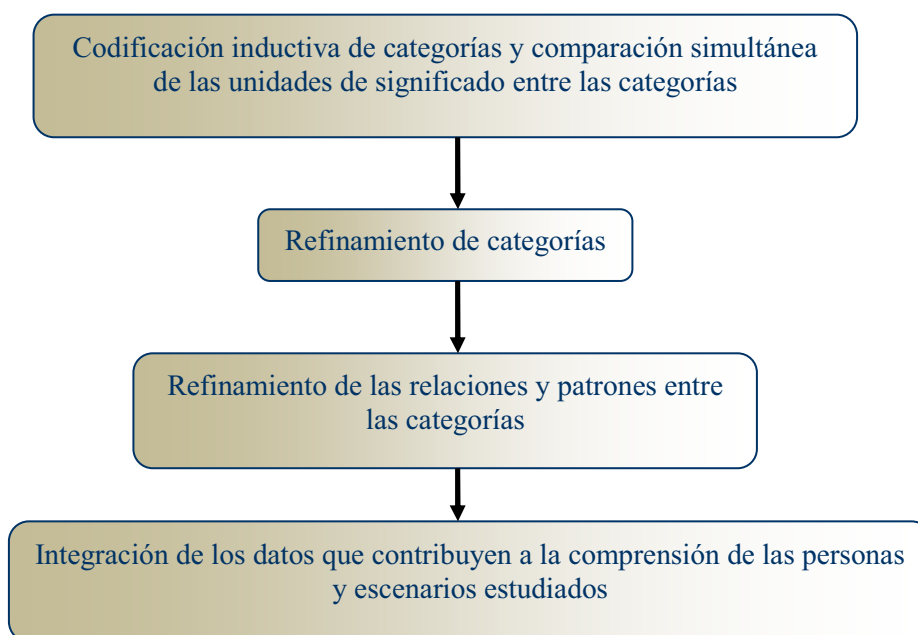 Codificación inductiva de categorías y comparación simultánea
de las unidades de significado entre las categorías
Refinamiento de categorías
Refinamiento de las relaciones y patrones entre
las categorías
Integración de los datos que contribuyen a la comprensión de las personas
y escenarios estudiados